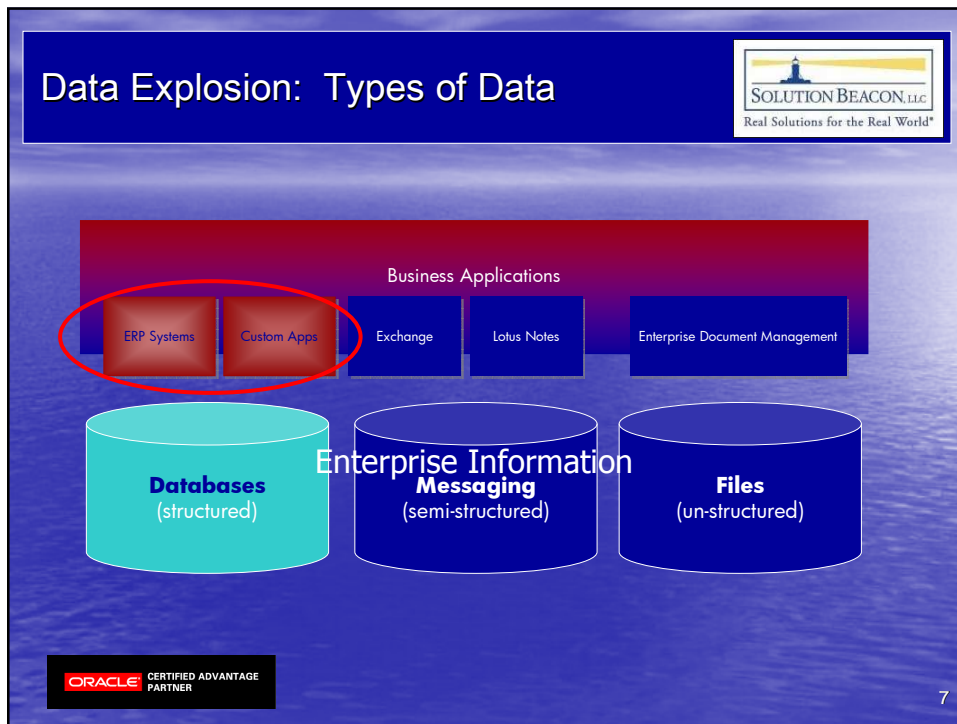 Data Explosion:  Types of Data
SOLUTION BEACON, LLC
Real Solutions for the Real World®
Business Applications
ERP Systems
Custom Apps
Exchange
Lotus Notes
Enterprise Document Management
Enterprise Information
Databases
(structured)
Messaging
(semi-structured)
Files
(un-structured)
ORACLE® CERTIFIED ADVANTAGE
PARTNER
7